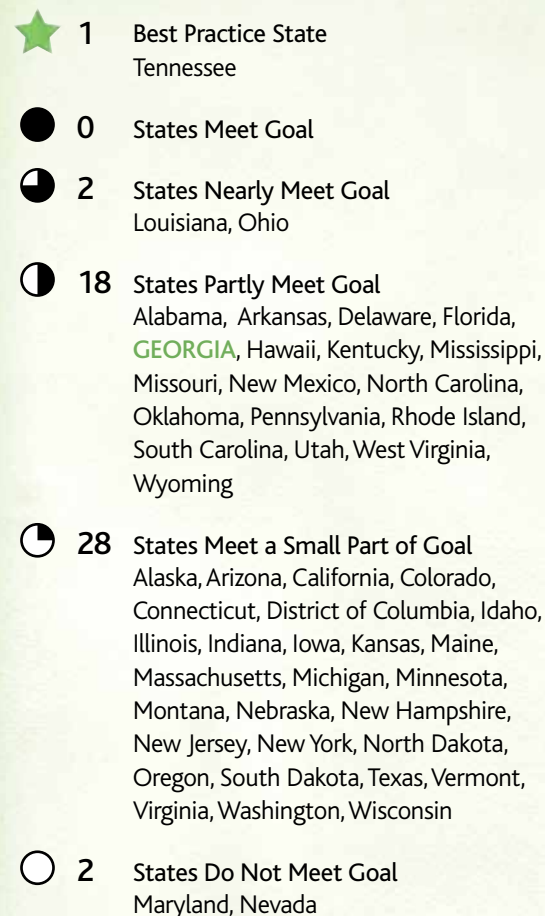 1 Best Practice State
Tennessee
0 States Meet Goal
2 States Nearly Meet Goal
Louisiana, Ohio
18 States Partly Meet Goal
Alabama, Arkansas, Delaware, Florida,
GEORGIA, Hawaii, Kentucky, Mississippi,
Missouri, New Mexico, North Carolina,
Oklahoma, Pennsylvania, Rhode Island,
South Carolina, Utah, West Virginia,
Wyoming
28 States Meet a Small Part of Goal
Alaska, Arizona, California, Colorado,
Connecticut, District of Columbia, Idaho,
Illinois, Indiana, Iowa, Kansas, Maine,
Massachusetts, Michigan, Minnesota,
Montana, Nebraska, New Hampshire,
New Jersey, New York, North Dakota,
Oregon, South Dakota, Texas, Vermont,
Virginia, Washington, Wisconsin
2 States Do Not Meet Goal
Maryland, Nevada